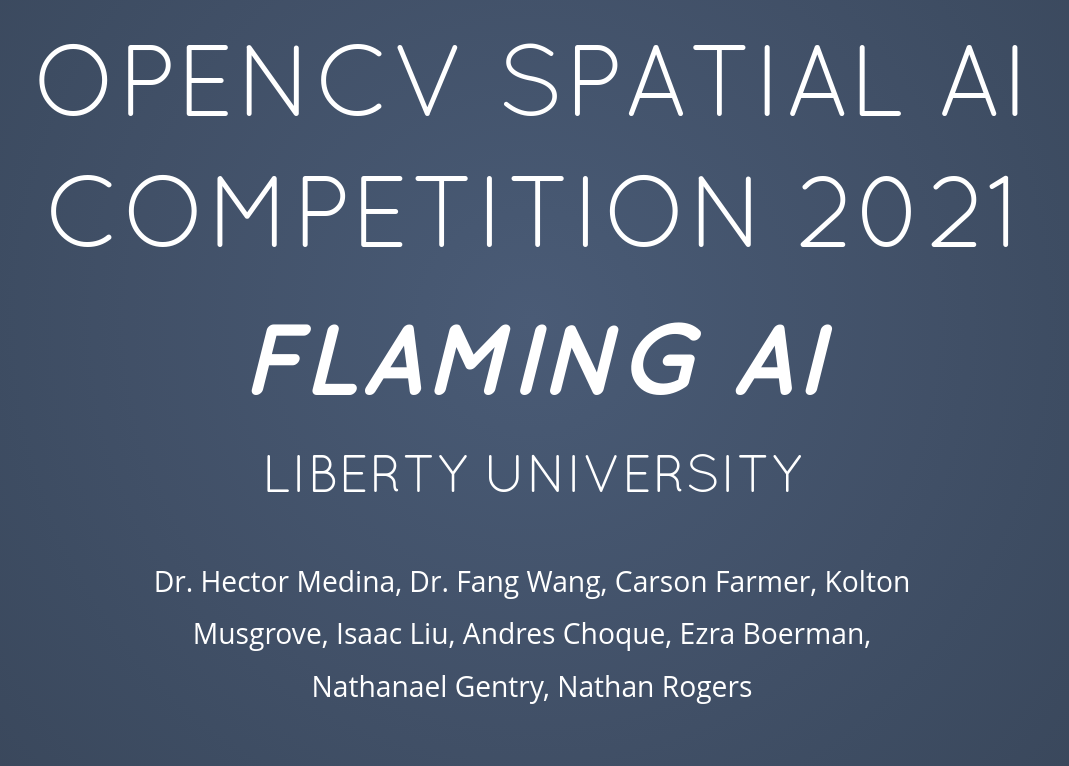 OPENCV SPATIAL AI
COMPETITION 2021
FLAMING AI
LIBERTY UNIVERSITY
Dr. Hector Medina, Dr. Fang Wang, Carson Farmer, Kolton
Musgrove, Isaac Liu, Andres Choque, Ezra Boerman,
Nathanael Gentry, Nathan Rogers